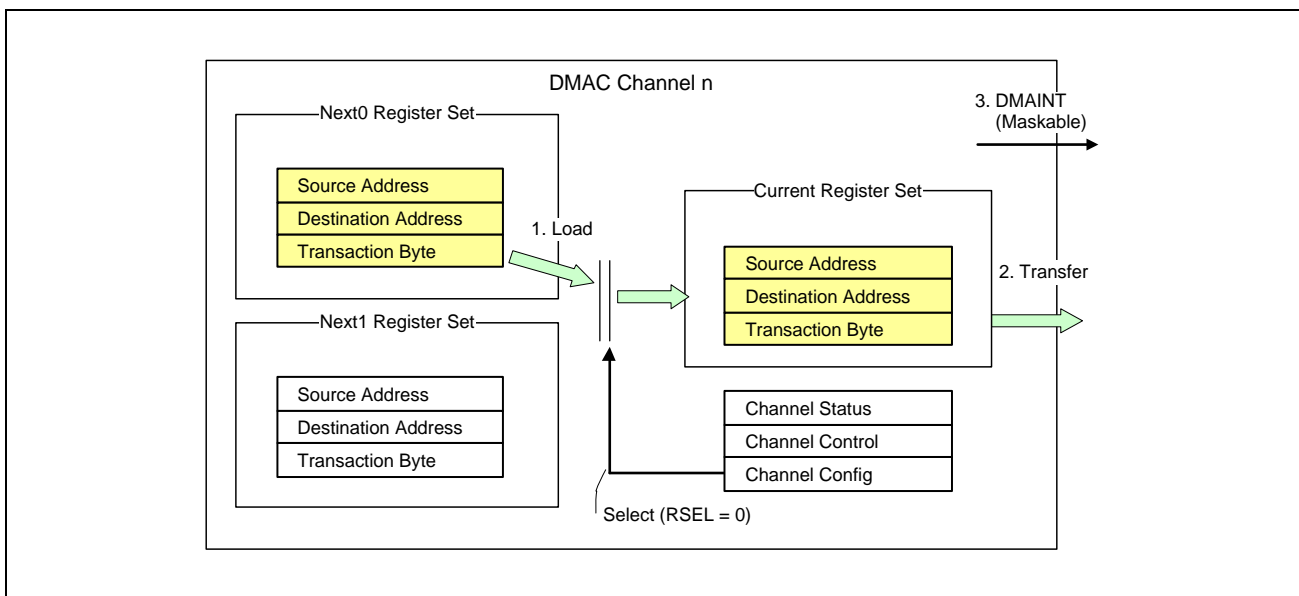 DMAC Channel n
3. DMAINT
(Maskable)
Next0 Register Set
Source Address
Destination Address
Transaction Byte
1. Load
Current Register Set
Source Address
Destination Address
Transaction Byte
2. Transfer
Next1 Register Set
Source Address
Destination Address
Transaction Byte
Channel Status
Channel Control
Channel Config
Select (RSEL = 0)